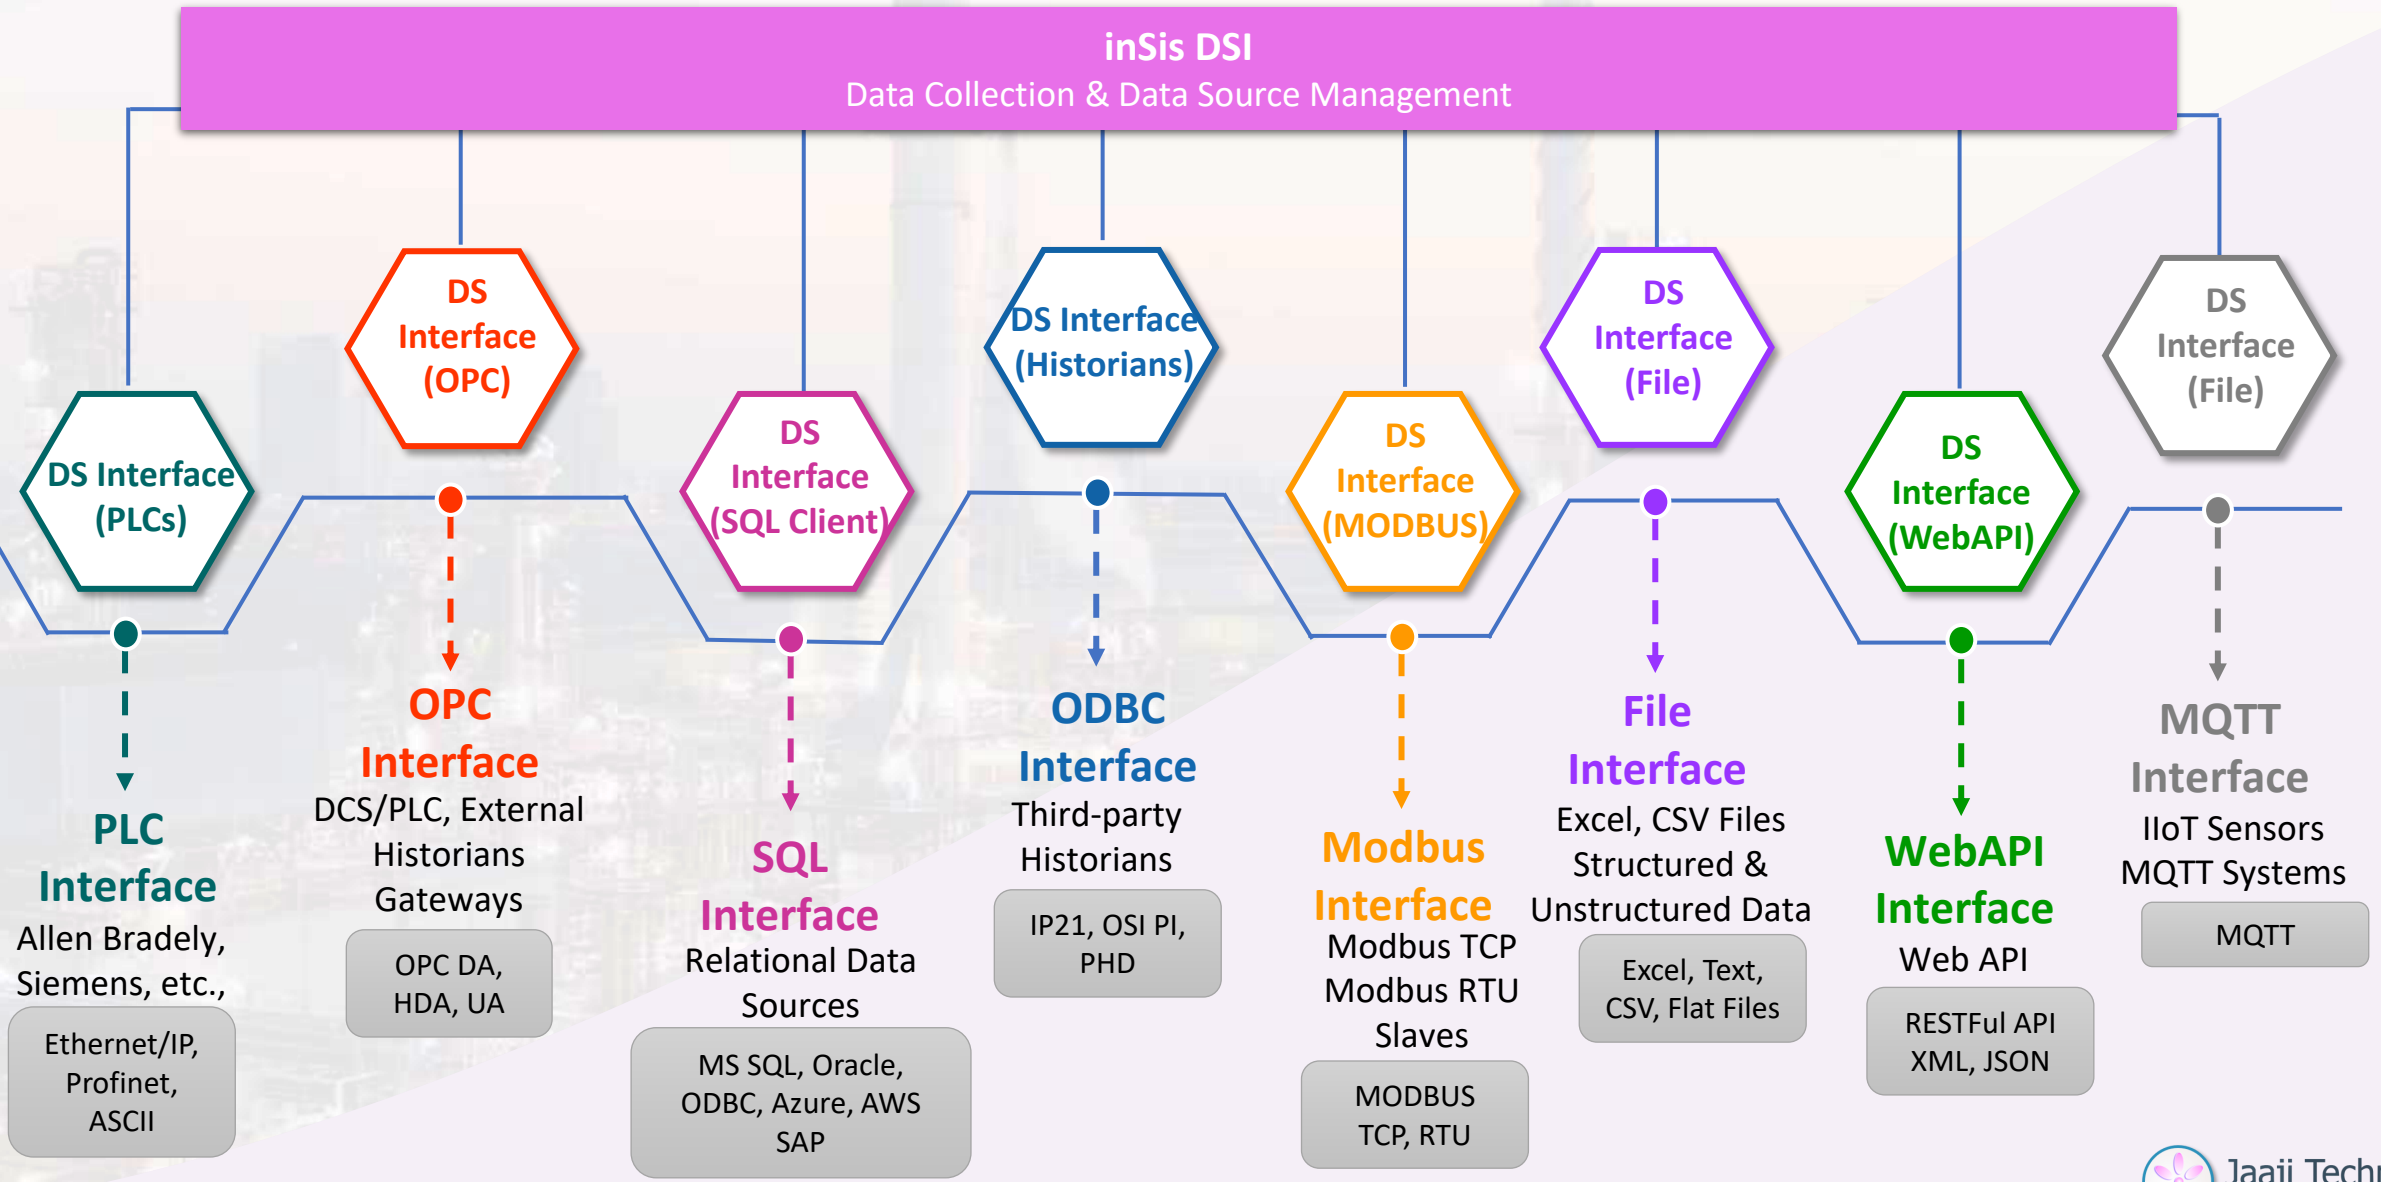 inSis DSI
Data Collection & Data Source Management
DS Interface
(PLCs)
PLC
Interface
Allen Bradely,
Siemens, etc.,
Ethernet/IP,
Profinet,
ASCII
DS
Interface
(OPC)
OPC
Interface
DCS/PLC, External
Historians
Gateways
OPC DA,
HDA, UA
DS
Interface
(SQL Client)
SQL
Interface
Relational Data
Sources
MS SQL, Oracle,
ODBC, Azure, AWS
SAP
DS Interface
(Historians)
ODBC
Interface
Third-party
Historians
IP21, OSI PI,
PHD
DS
Interface
(MODBUS)
Modbus
Interface
Modbus TCP
Modbus RTU
Slaves
MODBUS
TCP, RTU
DS
Interface
(File)
File
Interface
Excel, CSV Files
Structured &
Unstructured Data
Excel, Text,
CSV, Flat Files
DS
Interface
(WebAPI)
WebAPI
Interface
Web API
RESTFul API
XML, JSON
DS
Interface
(File)
MQTT
Interface
IIoT Sensors
MQTT Systems
MQTT
Jaaji